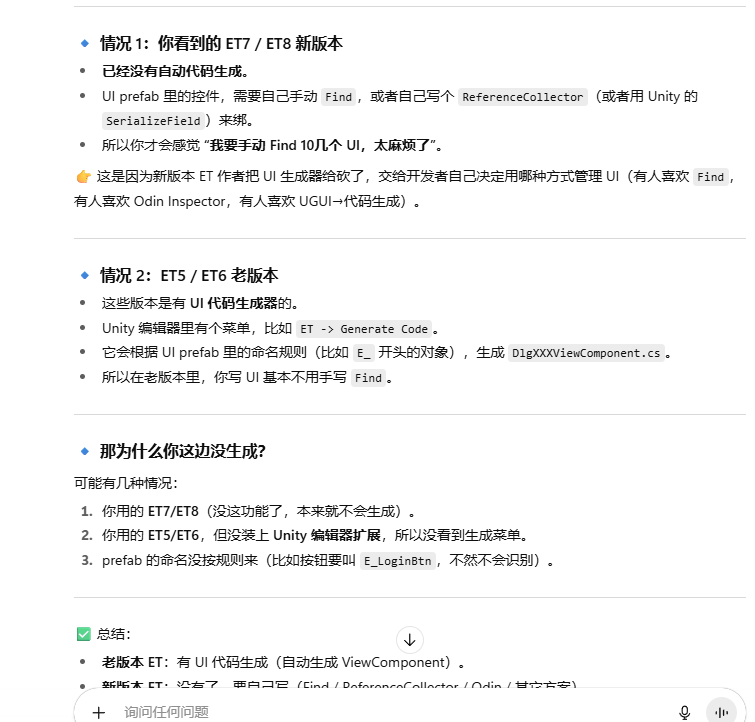 情况 1：你看到的 ET7 / ET8 新版本
已经没有自动代码生成。
UI prefab 里的控件，需要自己手动 Find，或者自己写个 ReferenceCollector（或者用 Unity 的
SerializeField）来绑。
所以你才会感觉 “我要手动 Find 10几个 UI，太麻烦了”。
👉 这是因为新版本 ET 作者把 UI 生成器给砍了，交给开发者自己决定用哪种方式管理 UI（有人喜欢 Find，
有人喜欢 Odin Inspector，有人喜欢 UGUI→代码生成）。
情况 2：ET5 / ET6 老版本
这些版本是有 UI 代码生成器的。
Unity 编辑器里有个菜单，比如 ET -> Generate Code。
它会根据 UI prefab 里的命名规则（比如 E_ 开头的对象），生成 DlgXXXViewComponent.cs。
所以在老版本里，你写 UI 基本不用手写 Find。
那为什么你这边没生成？
可能有几种情况：
1. 你用的 ET7/ET8（没这功能了，本来就不会生成）。
2. 你用的 ET5/ET6，但没装上 Unity 编辑器扩展，所以没看到生成菜单。
3. prefab 的命名没按规则来（比如按钮要叫 E_LoginBtn，不然不会识别）。
✅ 总结：
老版本 ET：有 UI 代码生成（自动生成 ViewComponent）。
新版本 ET：没有了，要自己写（Find / ReferenceCollector / Odin / 其它方案）
询问任何问题